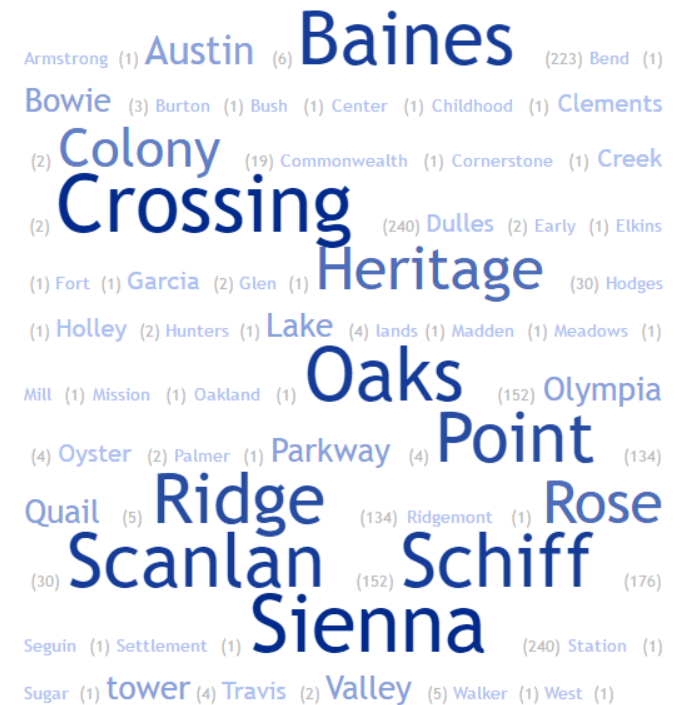 Armstrong (1) Austin (6) Baines (223) Bend (1)
Bowie (3) Burton (1) Bush (1) Center (1) Childhood (1) Clements
(2) Colony (19) Commonwealth (1) Cornerstone (1) Creek
(2) Crossing (240) Dulles (2) Early (1) Elkins
(1) Fort (1) Garcia (2) Glen (1) Heritage (30) Hodges
(1) Holley (2) Hunters (1) Lake (4) lands (1) Madden (1) Meadows (1)
Mill (1) Mission (1) Oakland (1) Oaks (152) Olympia
(4) Oyster (2) Palmer (1) Parkway (4) Point (134)
Quail (5) Ridge (134) Ridgemont (1) Rose
(30) Scanlan (152) Schiff (176)
Seguin (1) Settlement (1) Sienna (240) Station (1)
Sugar (1) tower (4) Travis (2) Valley (5) Walker (1) West (1)